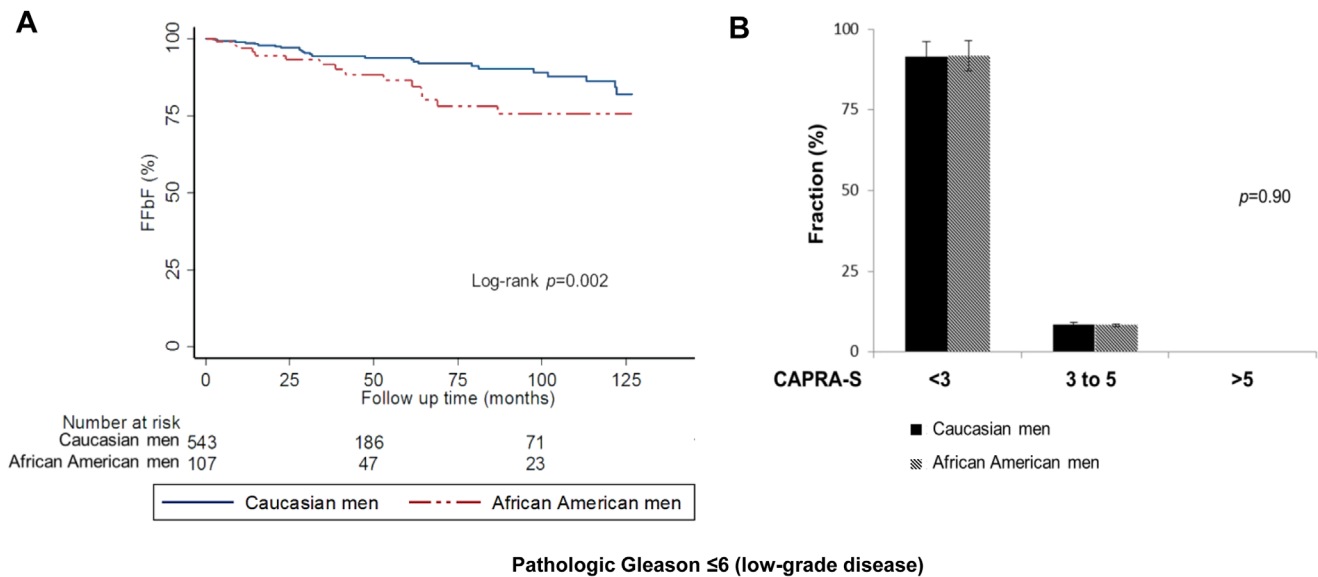 A
100
75
50
25
0
FFbF (%)
Log-rank p=0.002
0 25 50 75 100 125
Follow up time (months)
Number at risk
Caucasian men 543 186 71
African American men 107 47 23
Caucasian men African American men
B
100
75
50
25
0
Fraction (%)
p=0.90
CAPRA-S <3 3 to 5 >5
Caucasian men
African American men
Pathologic Gleason ≤6 (low-grade disease)